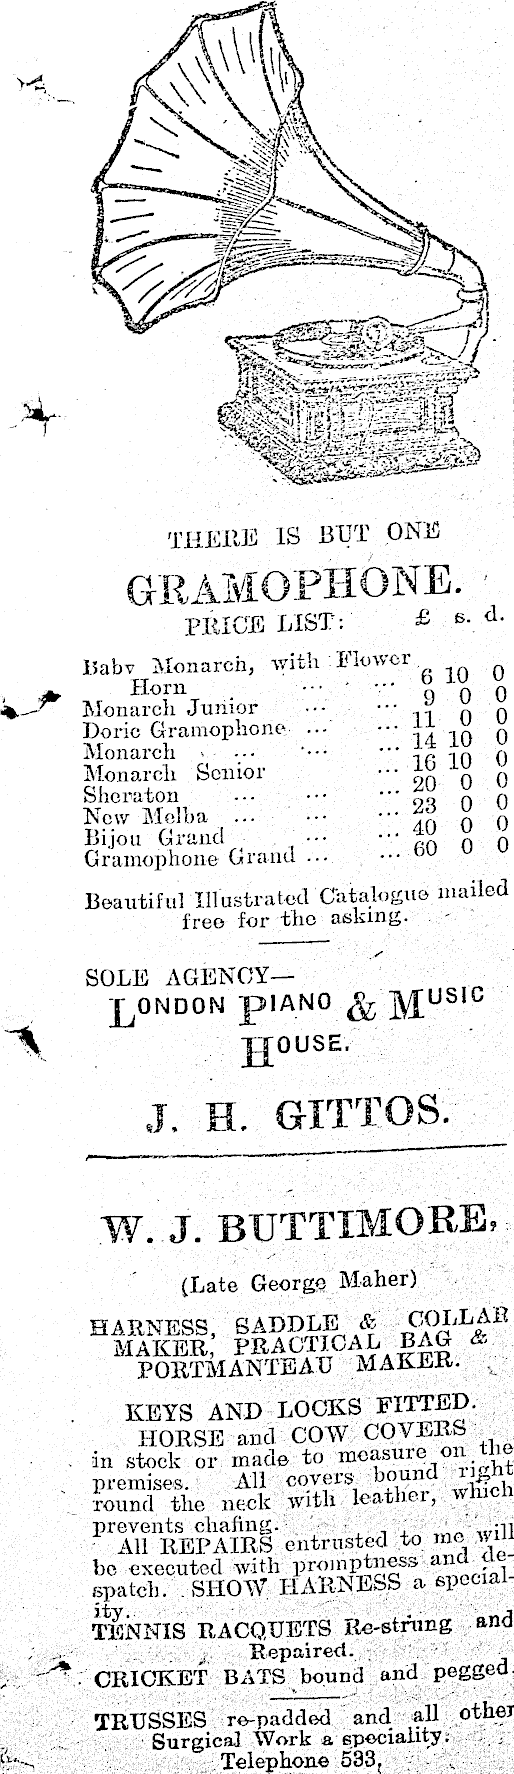 THERE IS BUT ONE
GRAMOPHONE.
PRICE LIST: £ s. d.
Baby Monarch, with Flower
Horn ... ... 6 10 0
Monarch Junior ... ... 9 0 0
Doric Gramophone ... ... 11 0 0
Monarch ... ... ... 14 10 0
Monarch Senior ... 16 10 0
Sheraton ... ... ... 20 0 0
New Melba ... ... ... 23 0 0
Bijou Grand ... ... 40 0 0
Gramophone Grand ... ... 60 0 0
Beautiful Illustrated Catalogue mailed
free for the asking.
SOLE AGENCY—
LONDON PIANO & MUSIC
HOUSE.
J. H. GITTOS.
W. J. BUTTIMORE,
(Late George Maher)
HARNESS, SADDLE & COLLAR
MAKER, PRACTICAL BAG &
PORTMANTEAU MAKER.
KEYS AND LOCKS FITTED.
HORSE and COW COVERS
in stock or made to measure on the
premises. All covers bound right
round the neck with leather, which
prevents chafing.
All REPAIRS entrusted to me will
be executed with promptness and de-
spatch. SHOW HARNESS a special-
ity.
TENNIS RACQUETS Re-strung and
Repaired.
CRICKET BATS bound and pegged.
TRUSSES re-padded and all other
Surgical Work a speciality.
Telephone 533,